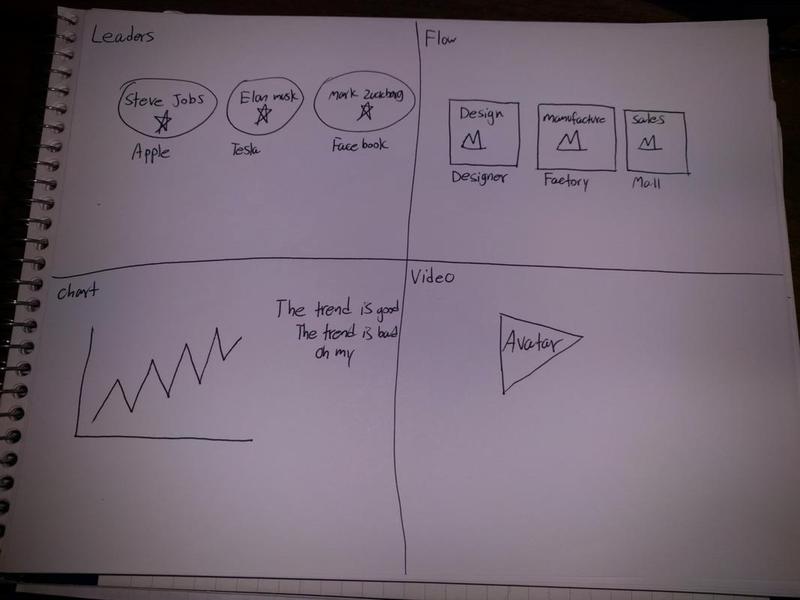 Leaders
Steve Jobs
Elon musk
Mark Zuckberg
Apple
Tesla
Facebook
Flow
Design
manufacture
sales
Designer
Factory
Mall
chart
The trend is good
The trend is bad
oh my
Video
Avatar